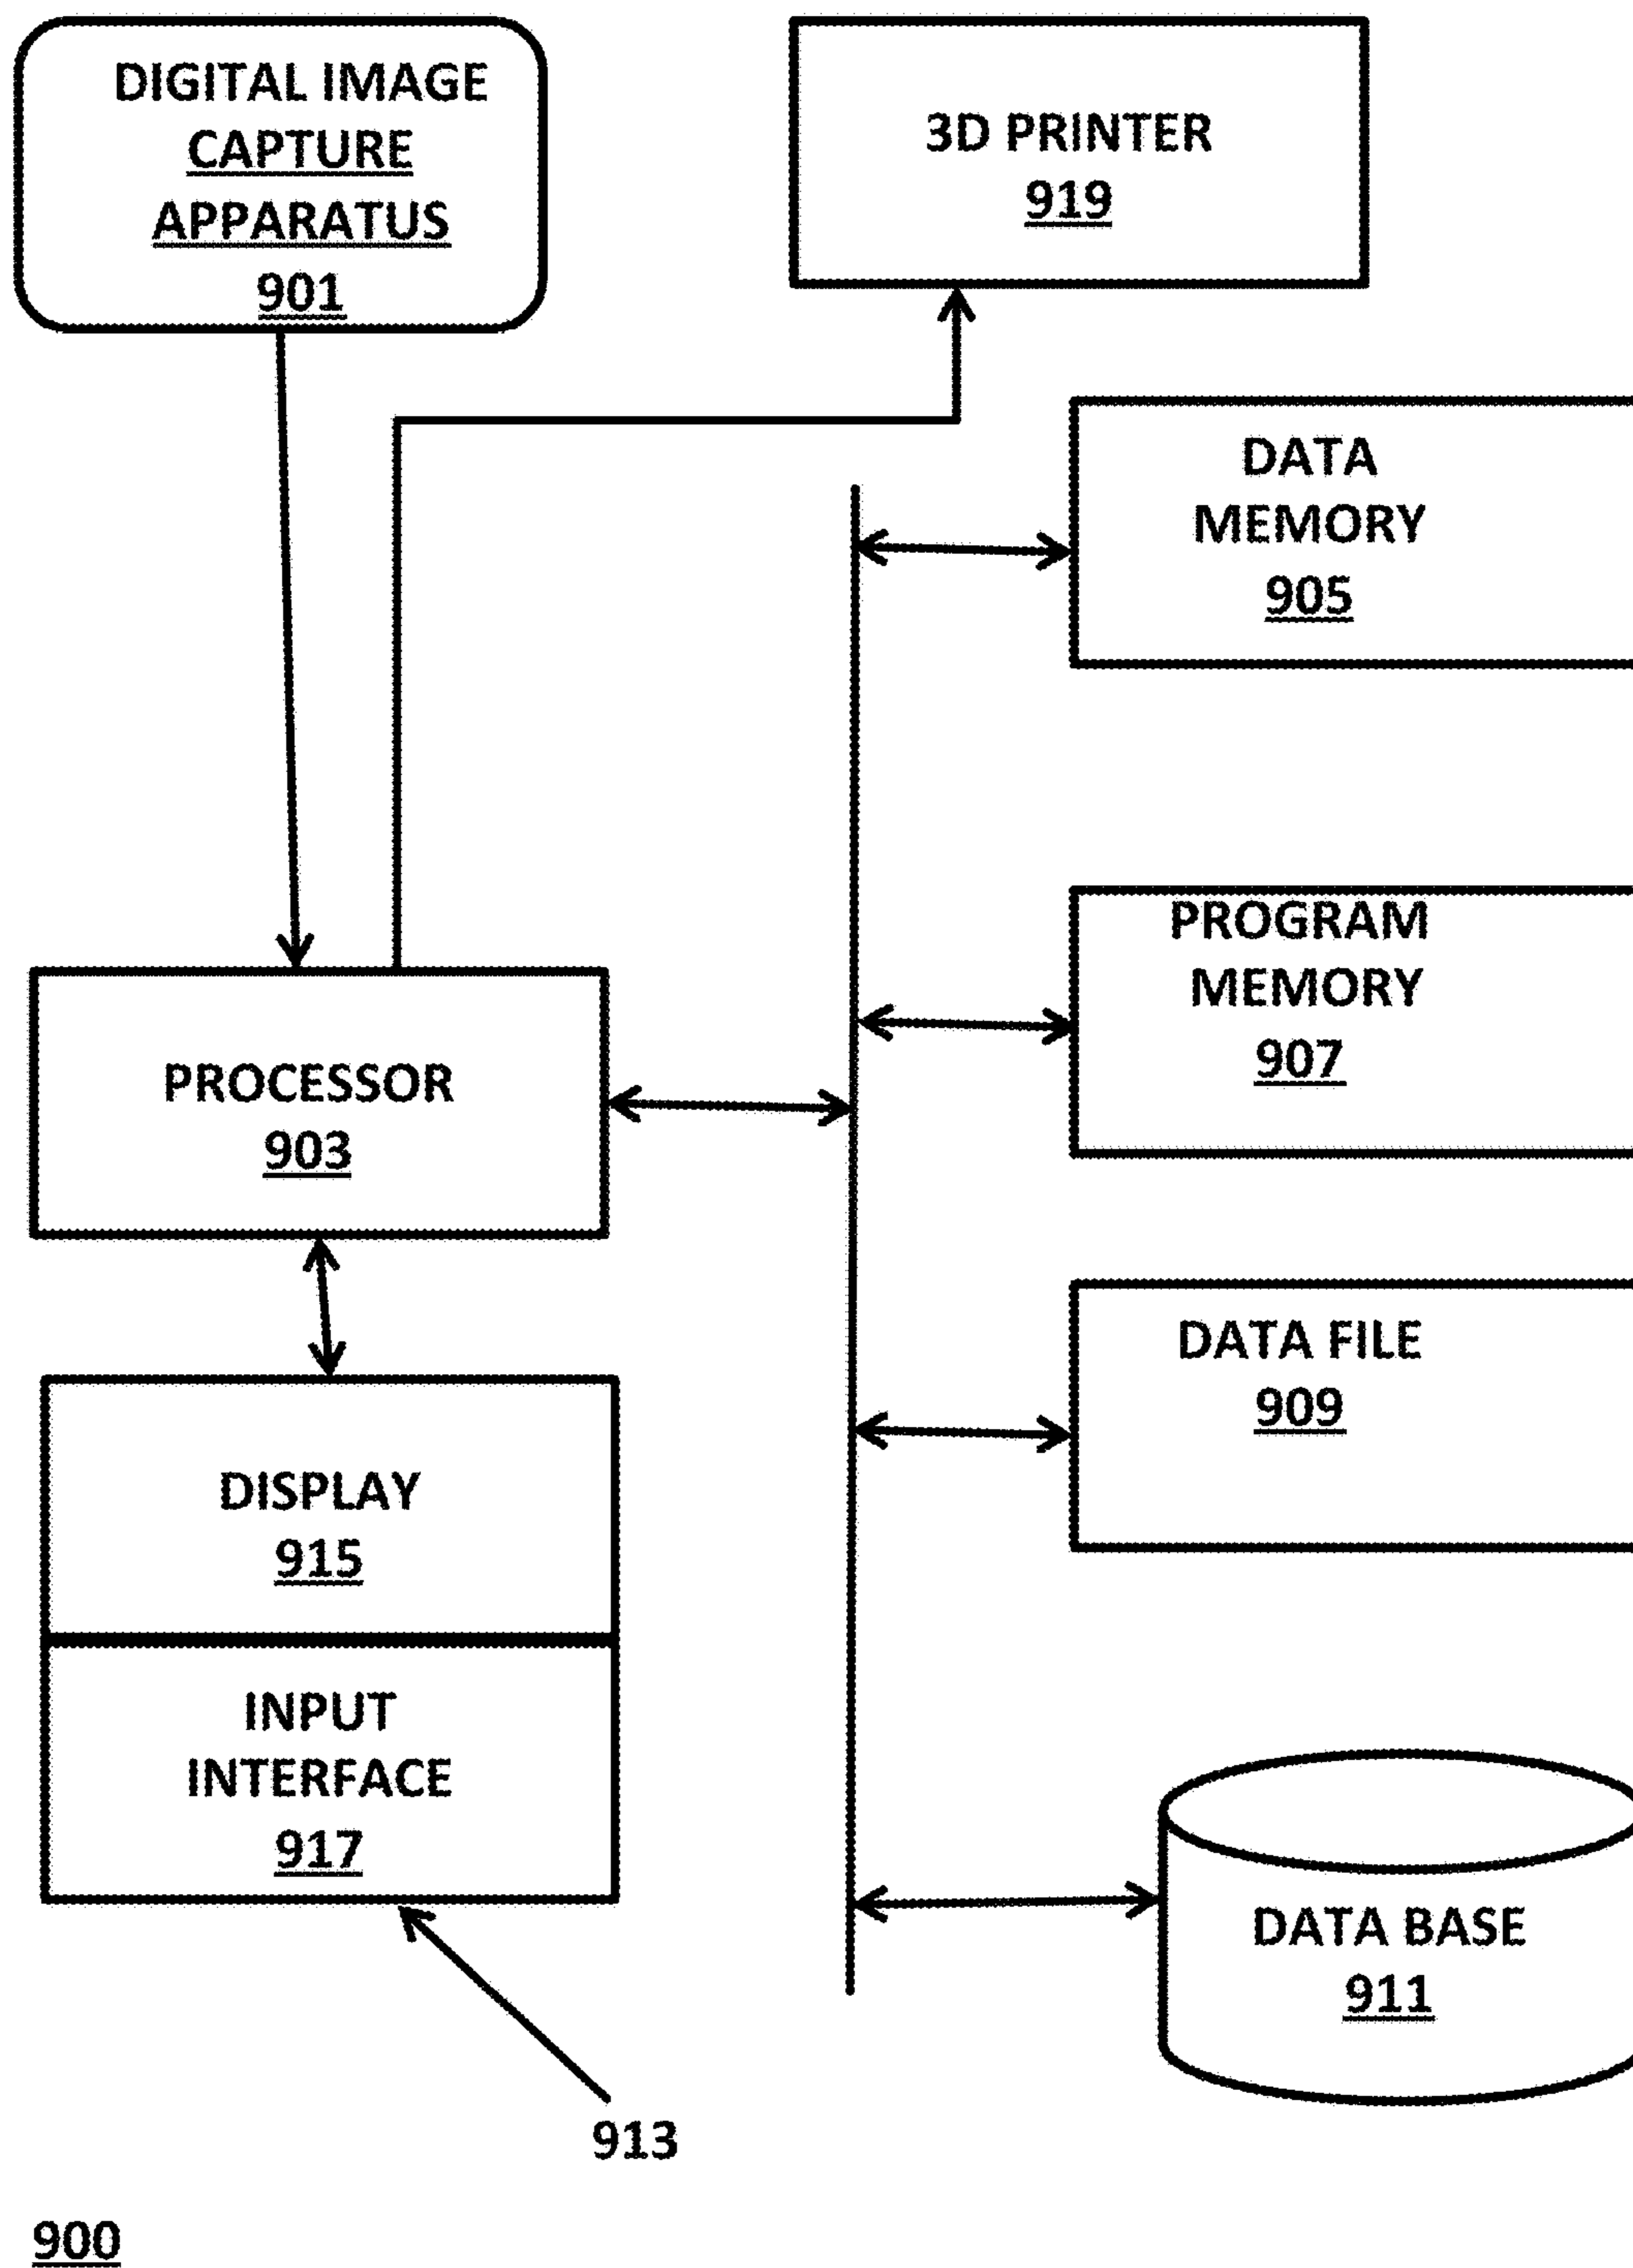 DIGITAL IMAGE
CAPTURE
APPARATUS
901
3D PRINTER
919
DATA
MEMORY
905
PROGRAM
MEMORY
907
PROCESSOR
903
DATA FILE
909
DISPLAY
915
INPUT
INTERFACE
917
DATA BASE
911
913
900